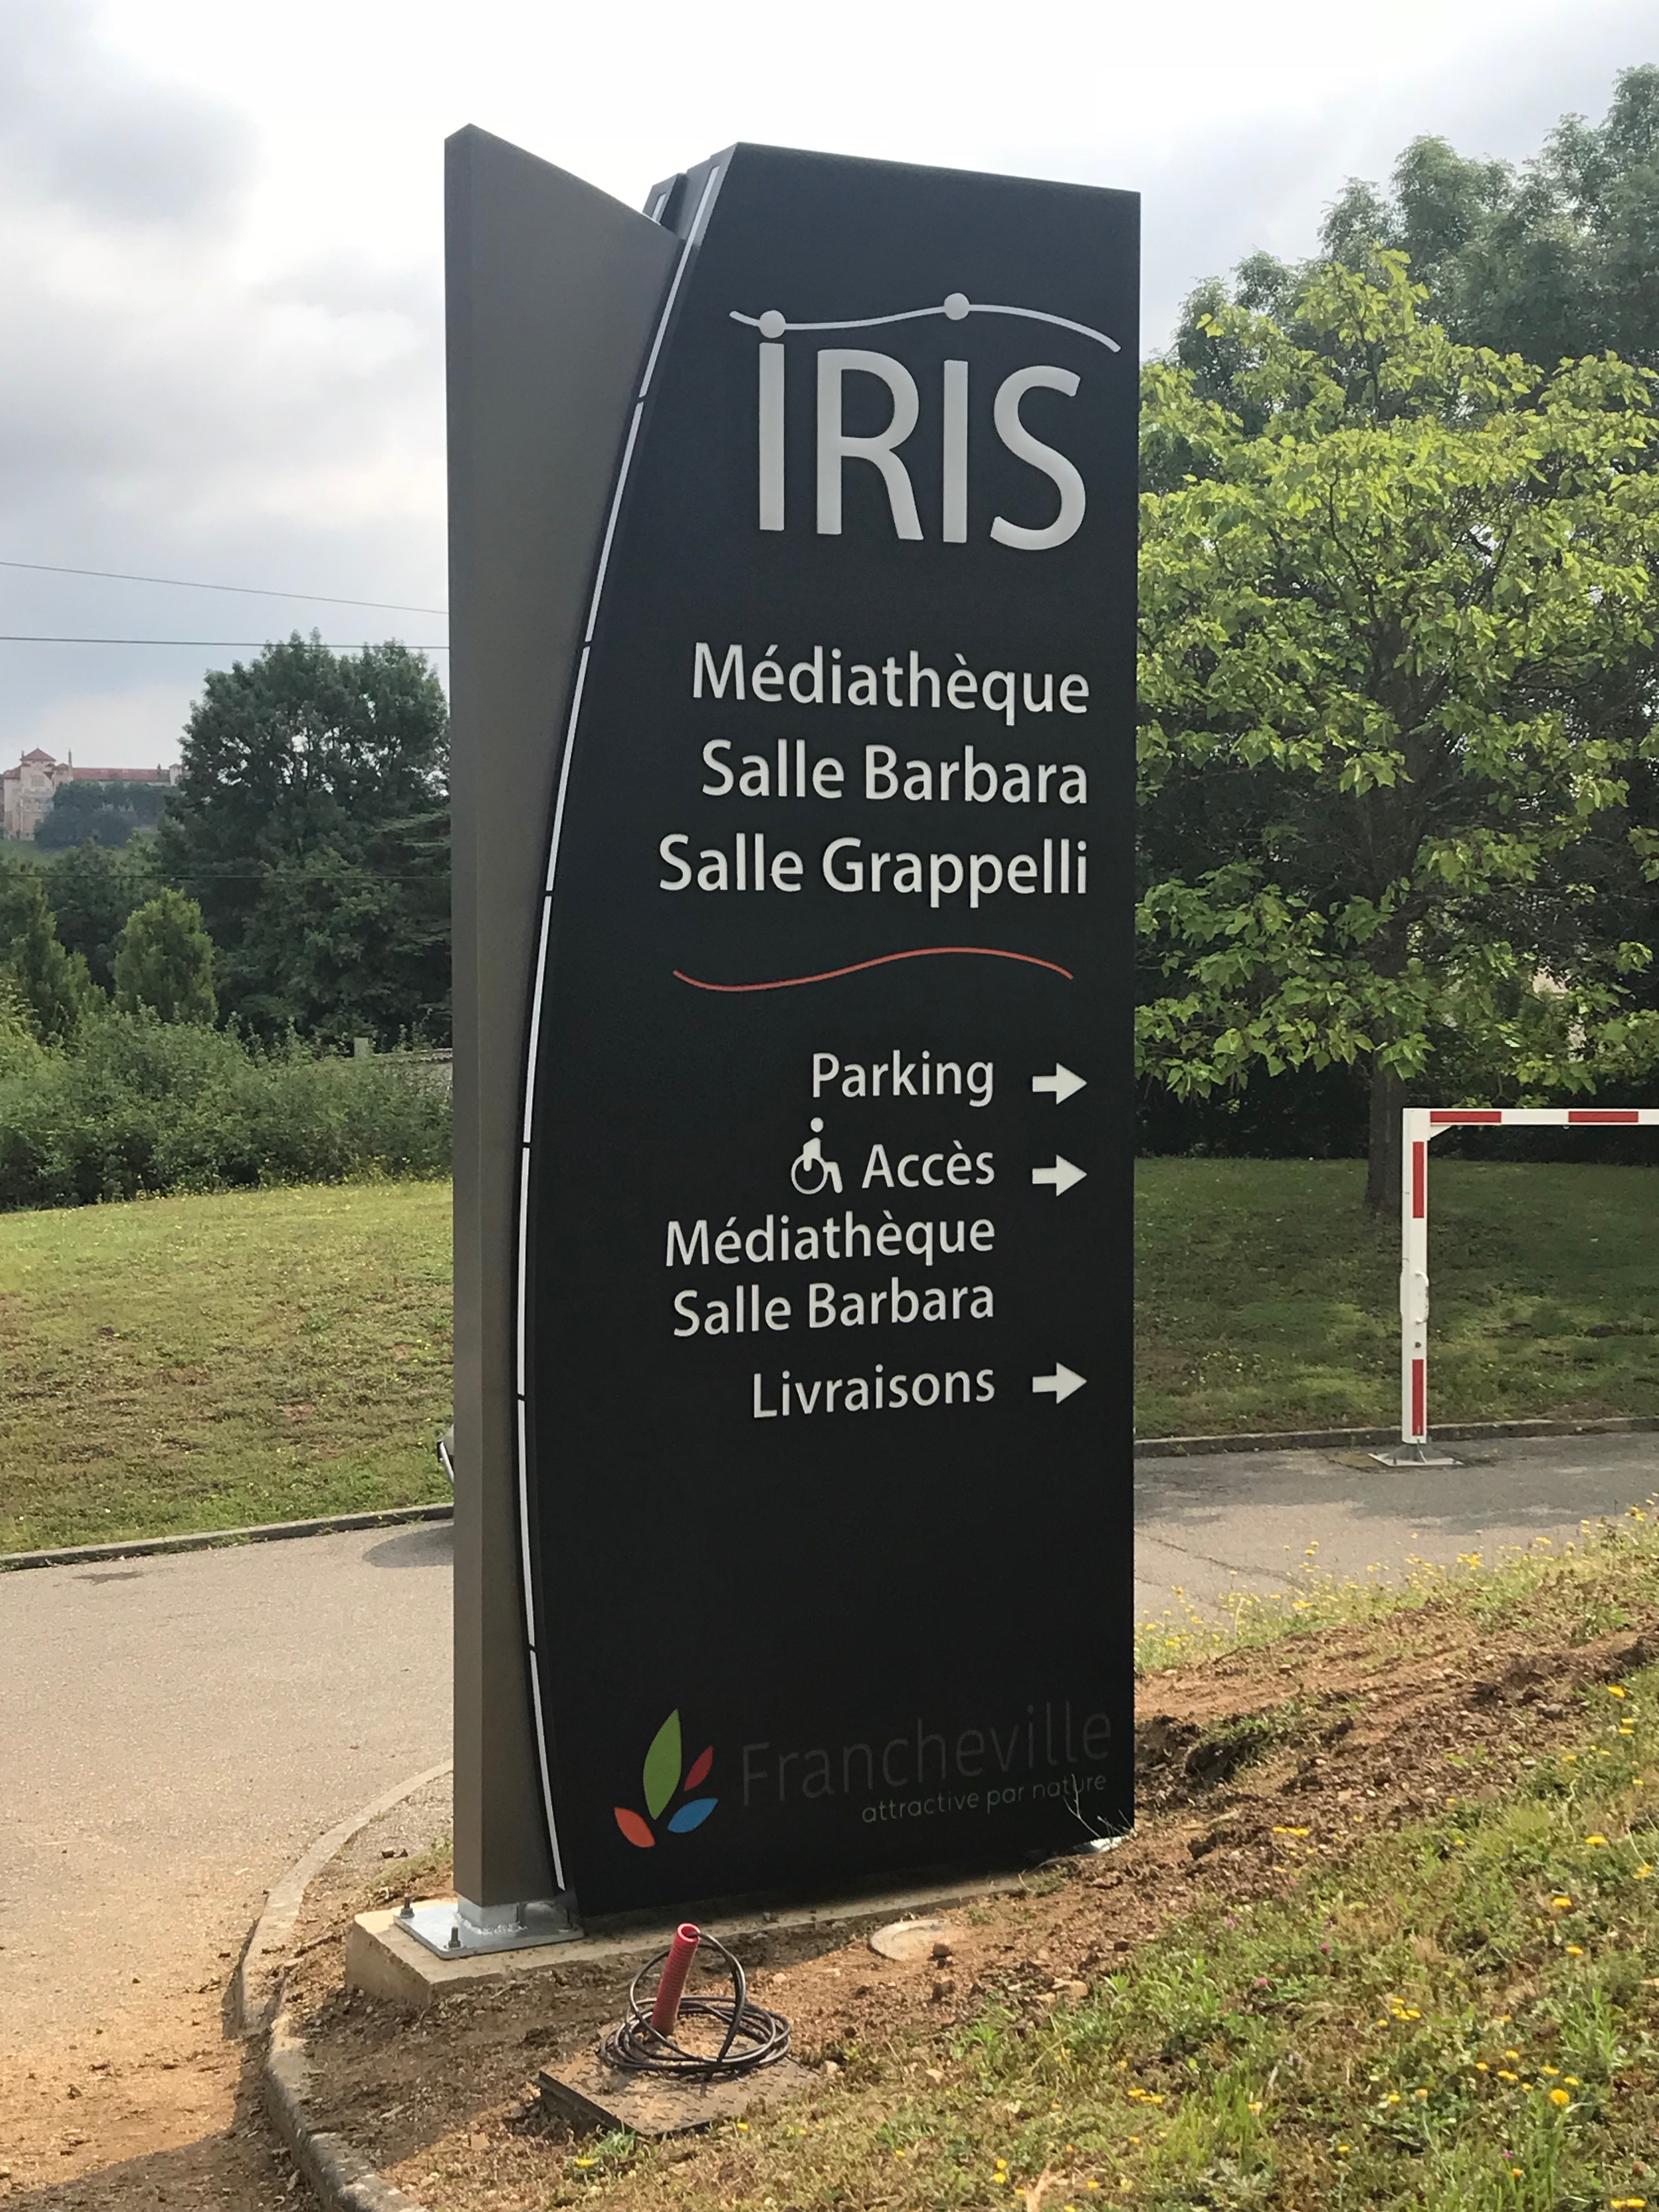 iRIS
Médiathèque
Salle Barbara
Salle Grappelli
Parking
Accès
Médiathèque
Salle Barbara
Livraisons
Francheville
attractive par nature